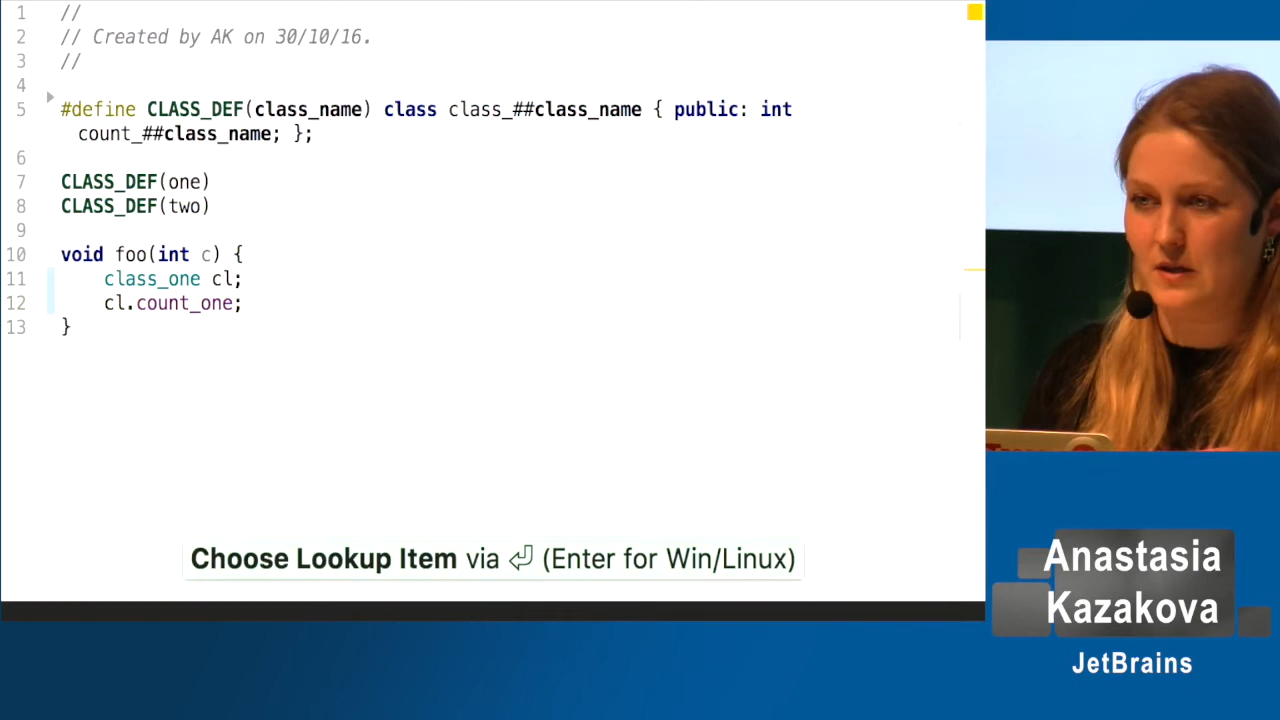 1 //
2 // Created by AK on 30/10/16.
3 //
4
5 #define CLASS_DEF(class_name) class class_##class_name { public: int
count_##class_name; };
6
7 CLASS_DEF(one)
8 CLASS_DEF(two)
9
10 void foo(int c) {
11 class_one cl;
12 cl.count_one;
13 }
Choose Lookup Item via ⏎ (Enter for Win/Linux)
Anastasia
Kazakova
JetBrains